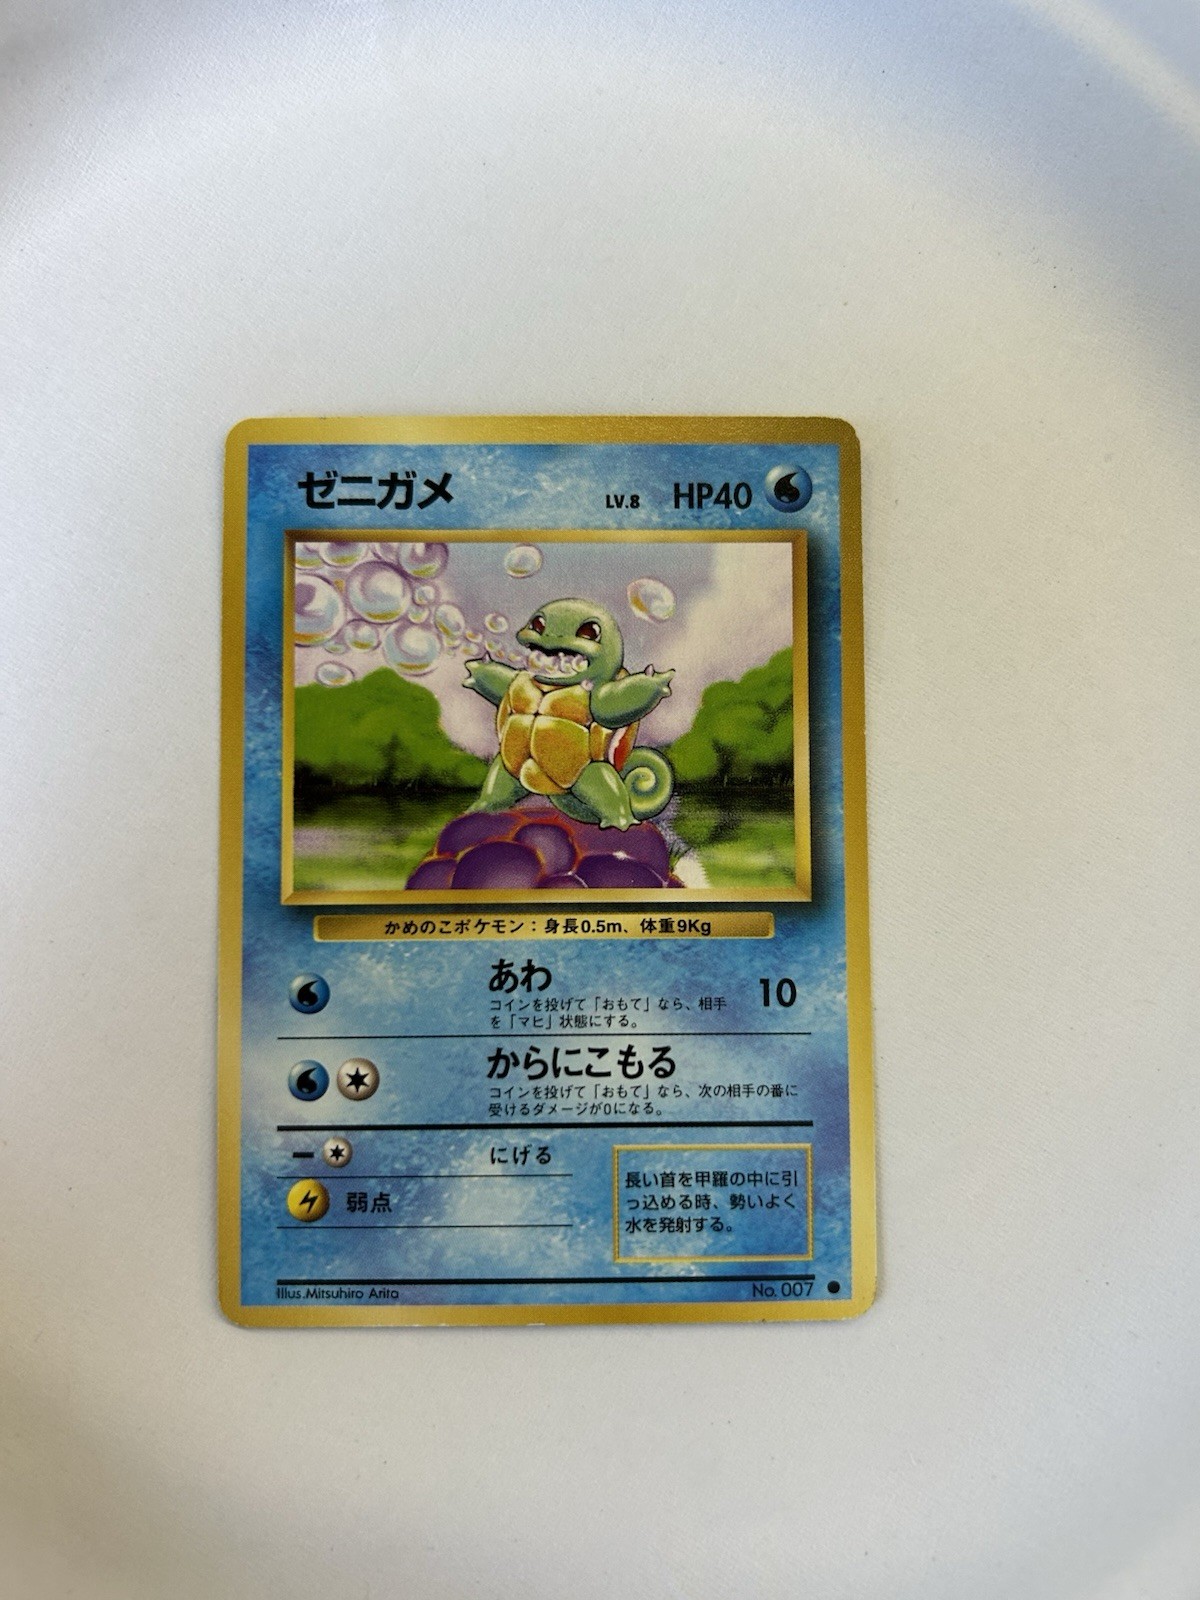 ゼニガメ LV.8 HP40
かめのこポケモン：身長0.5m、体重9Kg
あわ 10
コインを投げて「おもて」なら、相手
を「マヒ」状態にする。
からにこもる
コインを投げて「おもて」なら、次の相手の番に
受けるダメージが0になる。
ー にげる
弱点
長い首を甲羅の中に引
っ込める時、勢いよく
水を発射する。
Illus.Mitsuhiro Arita No. 007 ●